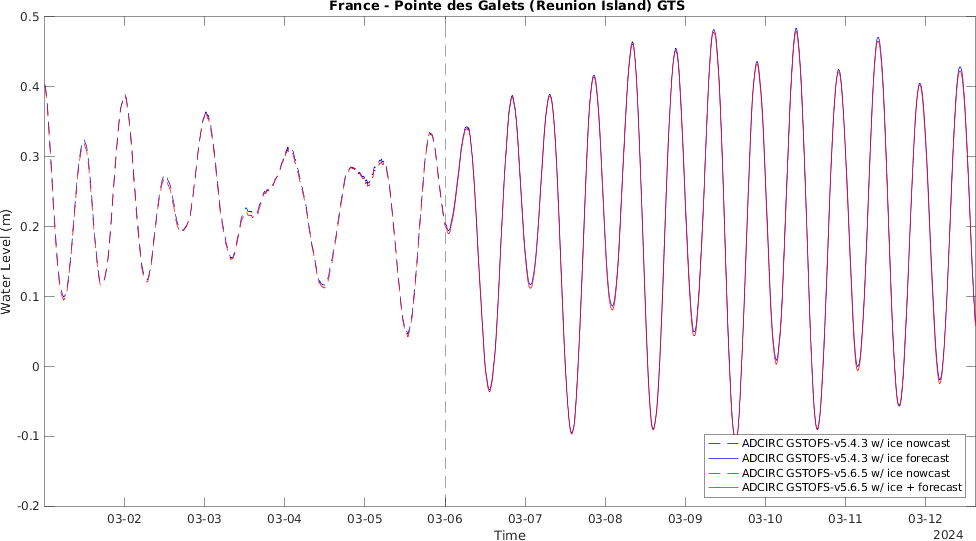 France - Pointe des Galets (Reunion Island) GTS
0.5
0.4
0.3
0.2
0.1
0
-0.1
-0.2
Water Level (m)
ADCIRC GSTOFS-v5.4.3 w/ ice nowcast
ADCIRC GSTOFS-v5.4.3 w/ ice forecast
ADCIRC GSTOFS-v5.6.5 w/ ice nowcast
ADCIRC GSTOFS-v5.6.5 w/ ice + forecast
03-02 03-03 03-04 03-05 03-06 03-07 03-08 03-09 03-10 03-11 03-12
Time
2024